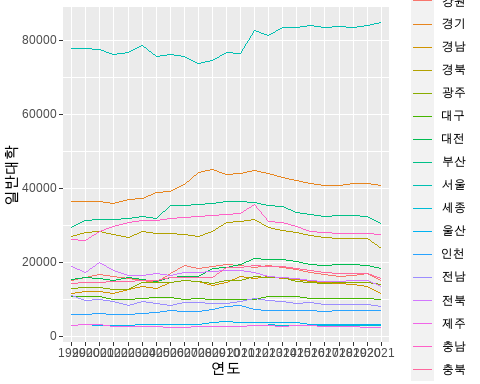 80000
60000
40000
20000
0
일반대학
연도
강원
경기
경남
경북
광주
대구
대전
부산
서울
세종
울산
인천
전남
전북
제주
충남
충북